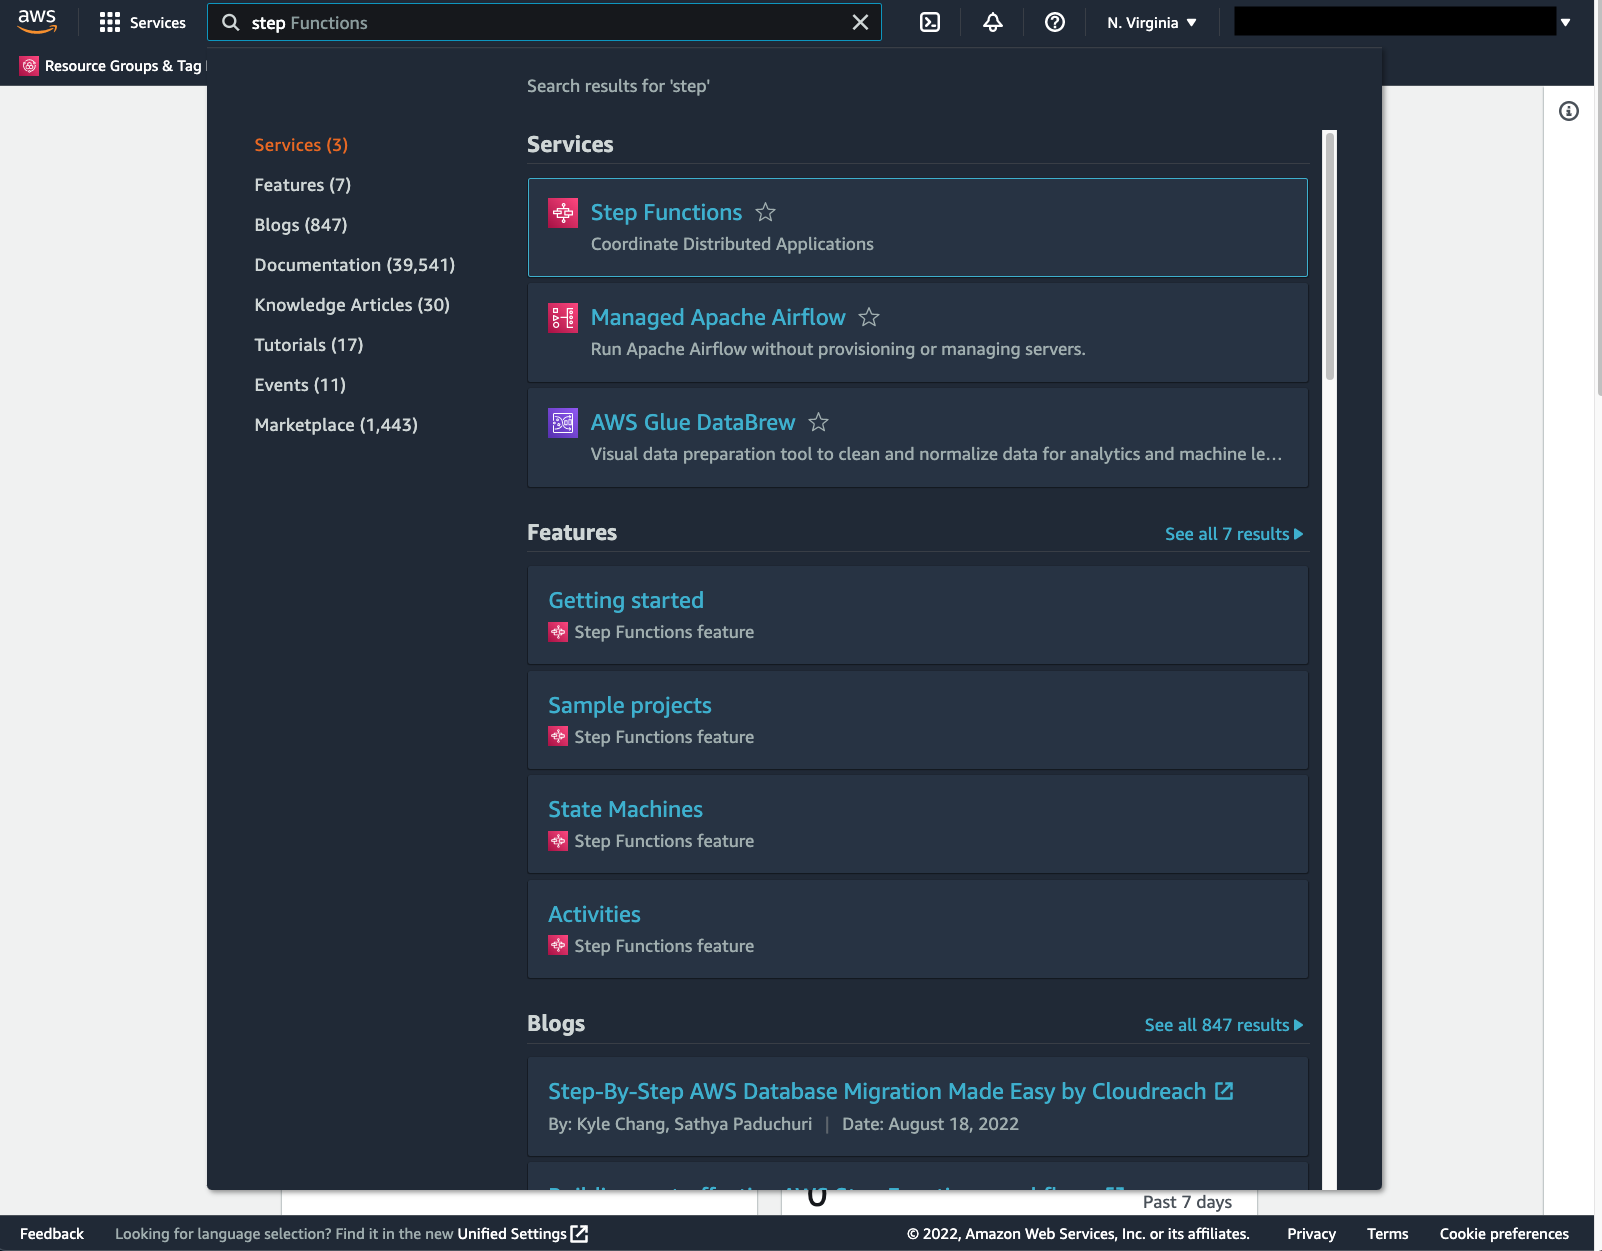 aws
Services
step Functions
N. Virginia
Resource Groups & Tag
Search results for 'step'
Services (3)
Features (7)
Blogs (847)
Documentation (39,541)
Knowledge Articles (30)
Tutorials (17)
Events (11)
Marketplace (1,443)
Services
Step Functions
Coordinate Distributed Applications
Managed Apache Airflow
Run Apache Airflow without provisioning or managing servers.
AWS Glue DataBrew
Visual data preparation tool to clean and normalize data for analytics and machine le...
Features
See all 7 results
Getting started
Step Functions feature
Sample projects
Step Functions feature
State Machines
Step Functions feature
Activities
Step Functions feature
Blogs
See all 847 results
Step-By-Step AWS Database Migration Made Easy by Cloudreach
By: Kyle Chang, Sathya Paduchuri | Date: August 18, 2022
0
Past 7 days
Feedback
Looking for language selection? Find it in the new Unified Settings
© 2022, Amazon Web Services, Inc. or its affiliates.
Privacy
Terms
Cookie preferences